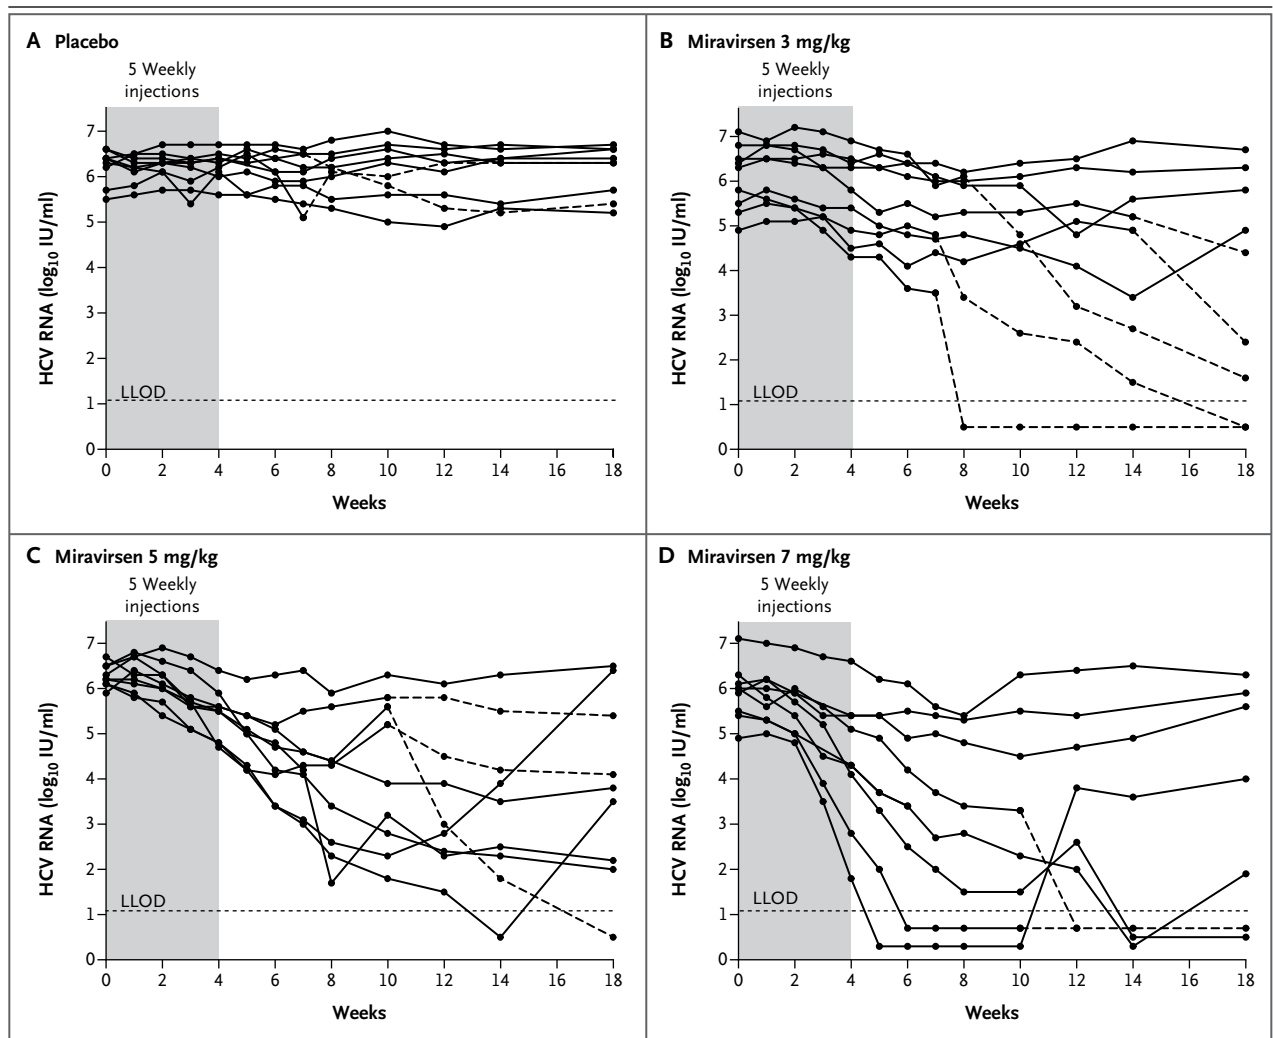 A Placebo
5 Weekly
injections
HCV RNA (log10 IU/ml)
7
6
5
4
3
2
1
0
LLOD
0 2 4 6 8 10 12 14 16 18
Weeks
B Miravirsen 3 mg/kg
5 Weekly
injections
HCV RNA (log10 IU/ml)
7
6
5
4
3
2
1
0
LLOD
0 2 4 6 8 10 12 14 16 18
Weeks
C Miravirsen 5 mg/kg
5 Weekly
injections
HCV RNA (log10 IU/ml)
7
6
5
4
3
2
1
0
LLOD
0 2 4 6 8 10 12 14 16 18
Weeks
D Miravirsen 7 mg/kg
5 Weekly
injections
HCV RNA (log10 IU/ml)
7
6
5
4
3
2
1
0
LLOD
0 2 4 6 8 10 12 14 16 18
Weeks